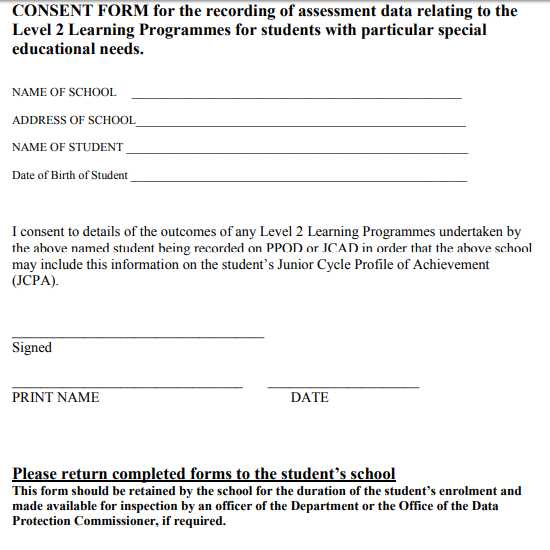 CONSENT FORM for the recording of assessment data relating to the
Level 2 Learning Programmes for students with particular special
educational needs.
NAME OF SCHOOL
ADDRESS OF SCHOOL
NAME OF STUDENT
Date of Birth of Student
I consent to details of the outcomes of any Level 2 Learning Programmes undertaken by
the above named student being recorded on PPOD or JCAD in order that the above school
may include this information on the student's Junior Cycle Profile of Achievement
(JCPA).
Signed
PRINT NAME DATE
Please return completed forms to the student's school
This form should be retained by the school for the duration of the student's enrolment and
made available for inspection by an officer of the Department or the Office of the Data
Protection Commissioner, if required.